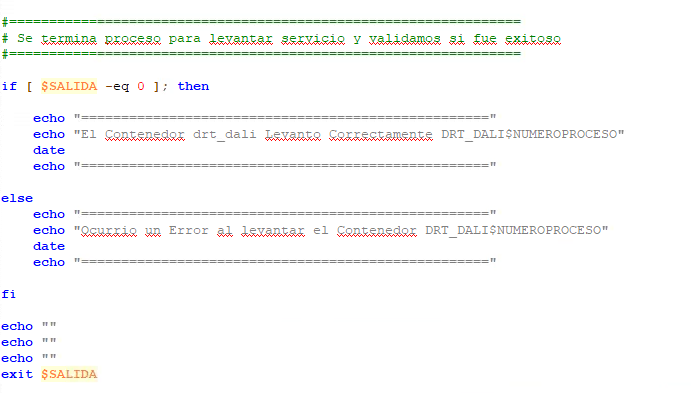 #================================================================
# Se termina proceso para levantar servicio y validamos si fue exitoso
#================================================================
if [ $SALIDA -eq 0 ]; then
echo "==================================================="
echo "El Contenedor drt_dali Levanto Correctamente DRT_DALI$NUMEROPROCESO"
date
echo "==================================================="
else
echo "==================================================="
echo "Ocurrio un Error al levantar el Contenedor DRT_DALI$NUMEROPROCESO"
date
echo "==================================================="
fi
echo ""
echo ""
echo ""
exit $SALIDA